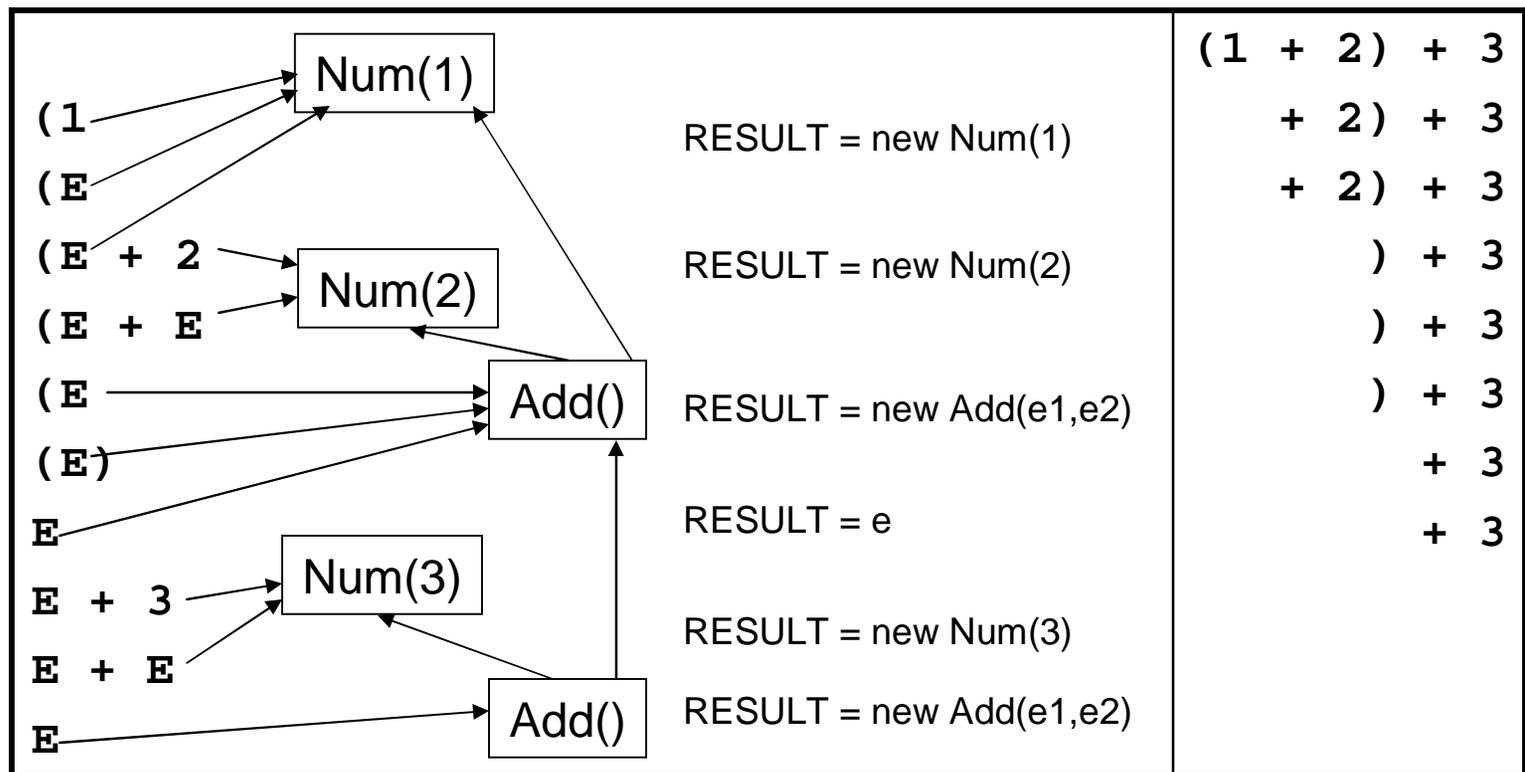 (1 + 2) + 3
Num(1)
(1
+ 2) + 3
RESULT = new Num(1)
(E
+ 2) + 3
(E + 2
RESULT = new Num(2)
) + 3
Num(2)
(E + E
) + 3
(E
Add()
RESULT = new Add(e1,e2)
) + 3
(E)
+ 3
E
RESULT = e
+ 3
Num(3)
E + 3
RESULT = new Num(3)
E + E
Add()
RESULT = new Add(e1,e2)
E